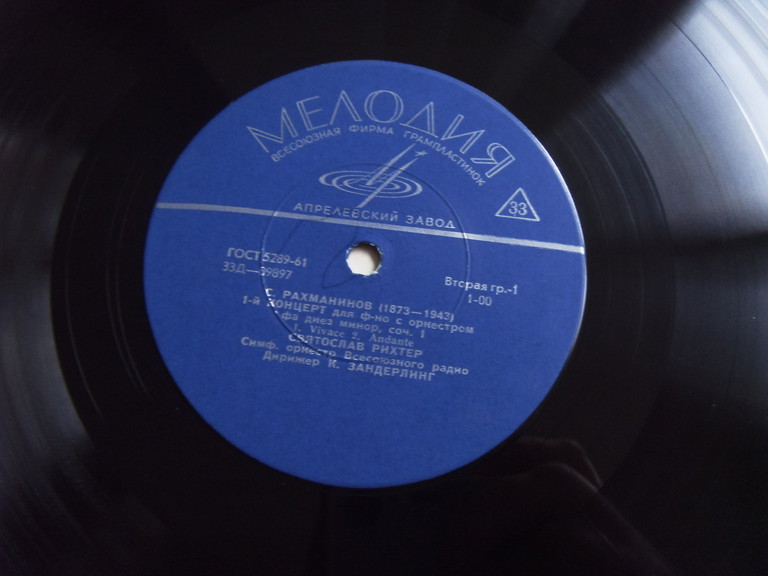 МЕЛОДИЯ
ВСЕСОЮЗНАЯ ФИРМА ГРАМПЛАСТИНОК
33
АПРЕЛЕВСКИЙ ЗАВОД
ГОСТ 5289-61
33Д—09897
Вторая гр.-1
1-00
С. РАХМАНИНОВ (1873—1943)
1-й КОНЦЕРТ для ф-но с оркестром
фа диез минор, соч. 1
1. Vivace 2. Andante
СВЯТОСЛАВ РИХТЕР
Симф. оркестр Всесоюзного радио
Дирижер К. ЗАНДЕРЛИНГ